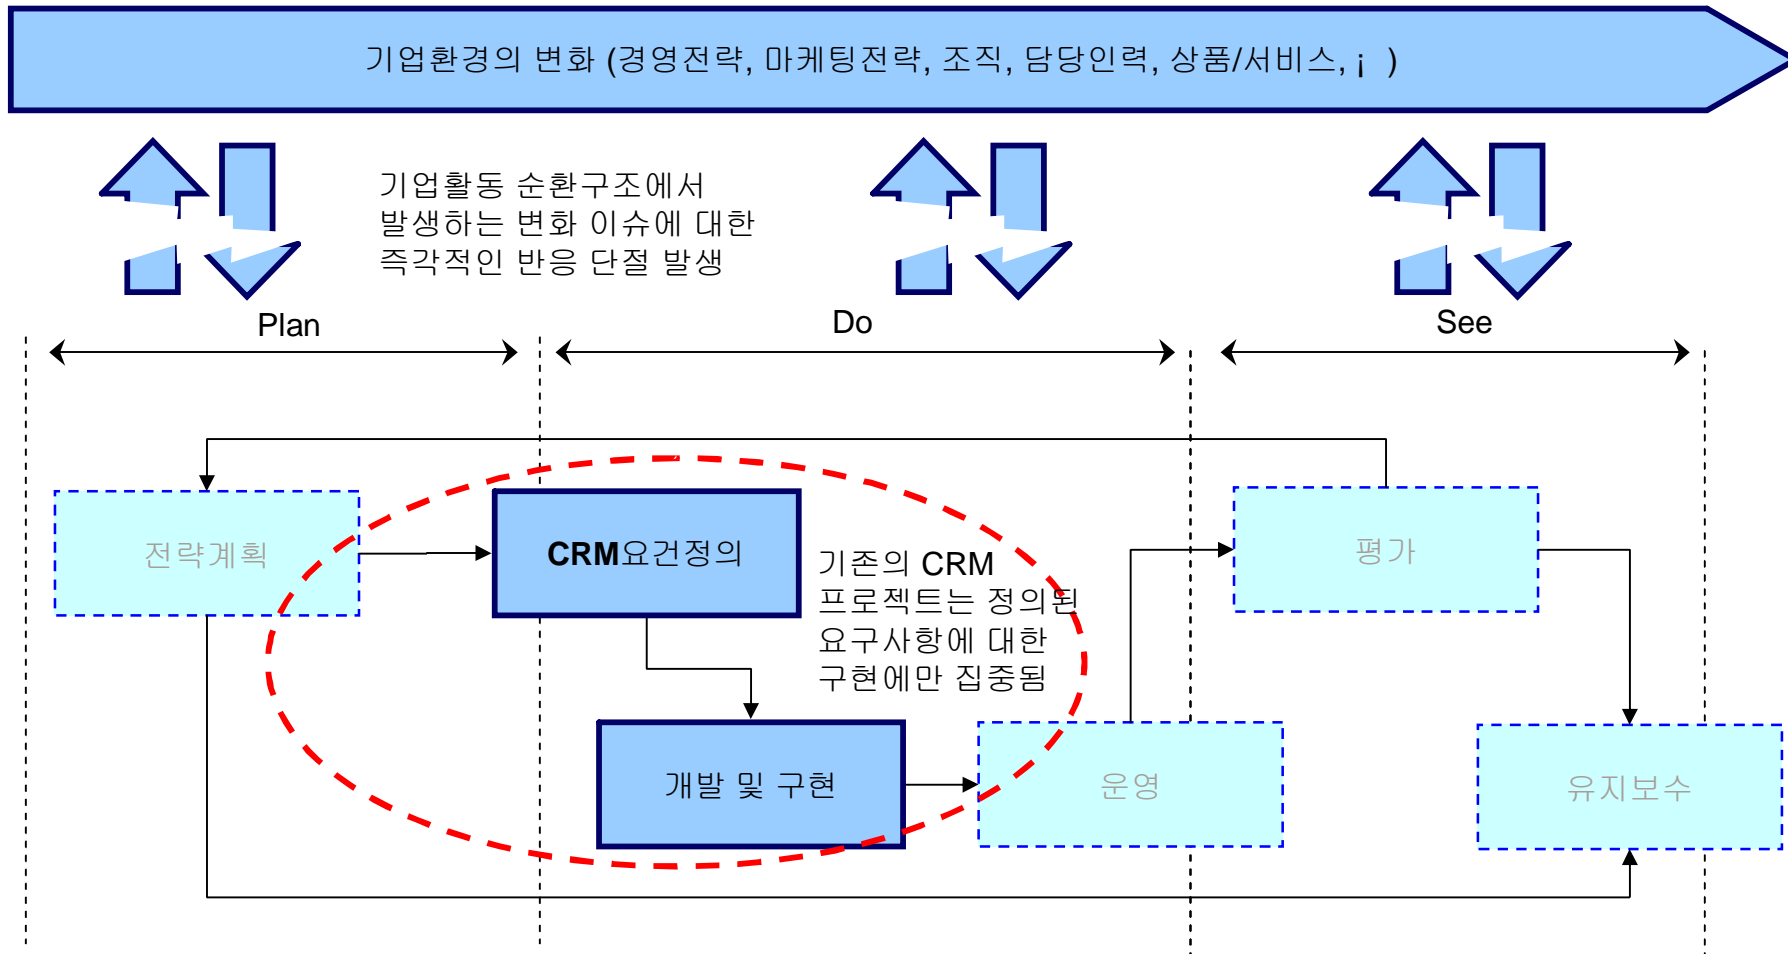 기업환경의 변화 (경영전략, 마케팅전략, 조직, 담당인력, 상품/서비스, ¡ )
기업활동 순환구조에서
발생하는 변화 이슈에 대한
즉각적인 반응 단절 발생
Plan
Do
See
전략계획
CRM요건정의
기존의 CRM
프로젝트는 정의된
요구사항에 대한
구현에만 집중됨
평가
개발 및 구현
운영
유지보수